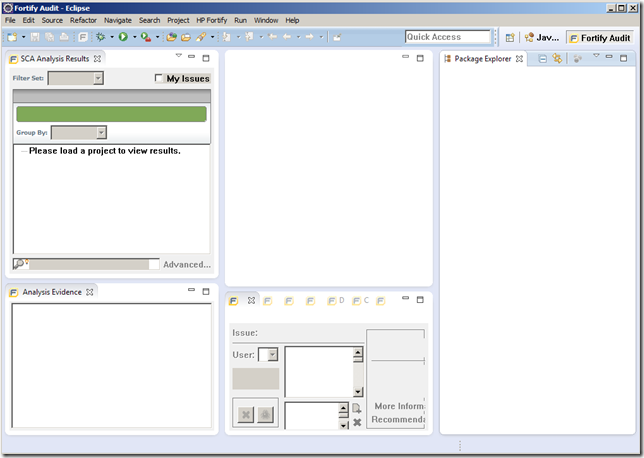 Fortify Audit - Eclipse
File Edit Source Refactor Navigate Search Project HP Fortify Run Window Help
Quick Access
Jav...
Fortify Audit
SCA Analysis Results
Filter Set:
My Issues
Group By:
Please load a project to view results.
Advanced...
Analysis Evidence
D
C
Issue:
User:
More Inform
Recommend
Package Explorer